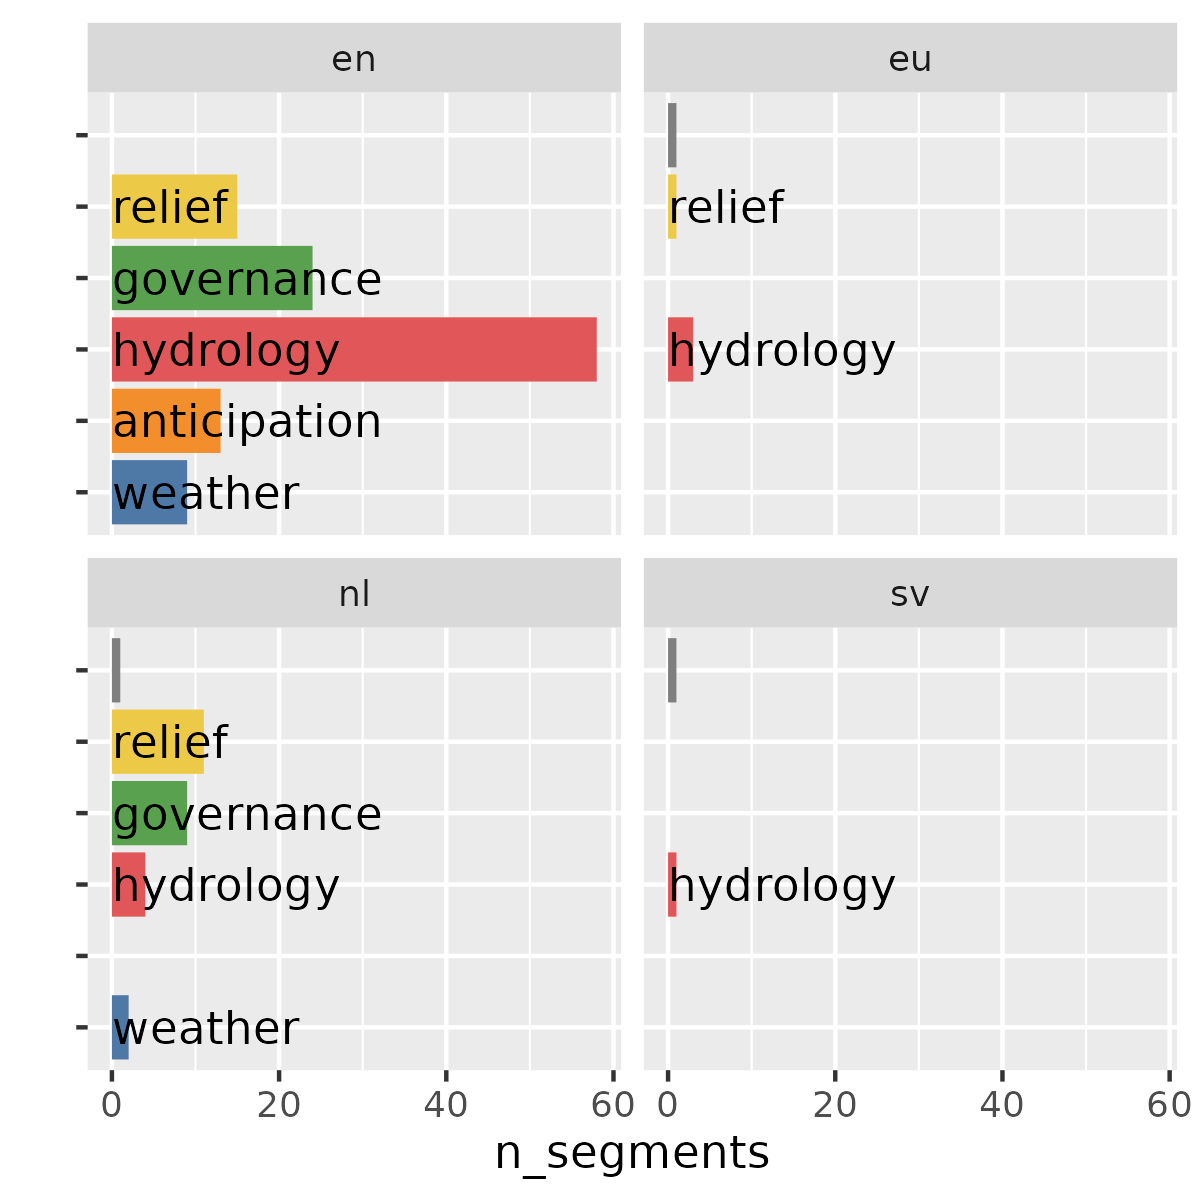 en
relief
governance
hydrology
anticipation
weather
eu
relief
hydrology
nl
relief
governance
hydrology
weather
sv
hydrology
0 20 40 60
0 20 40 60
n_segments